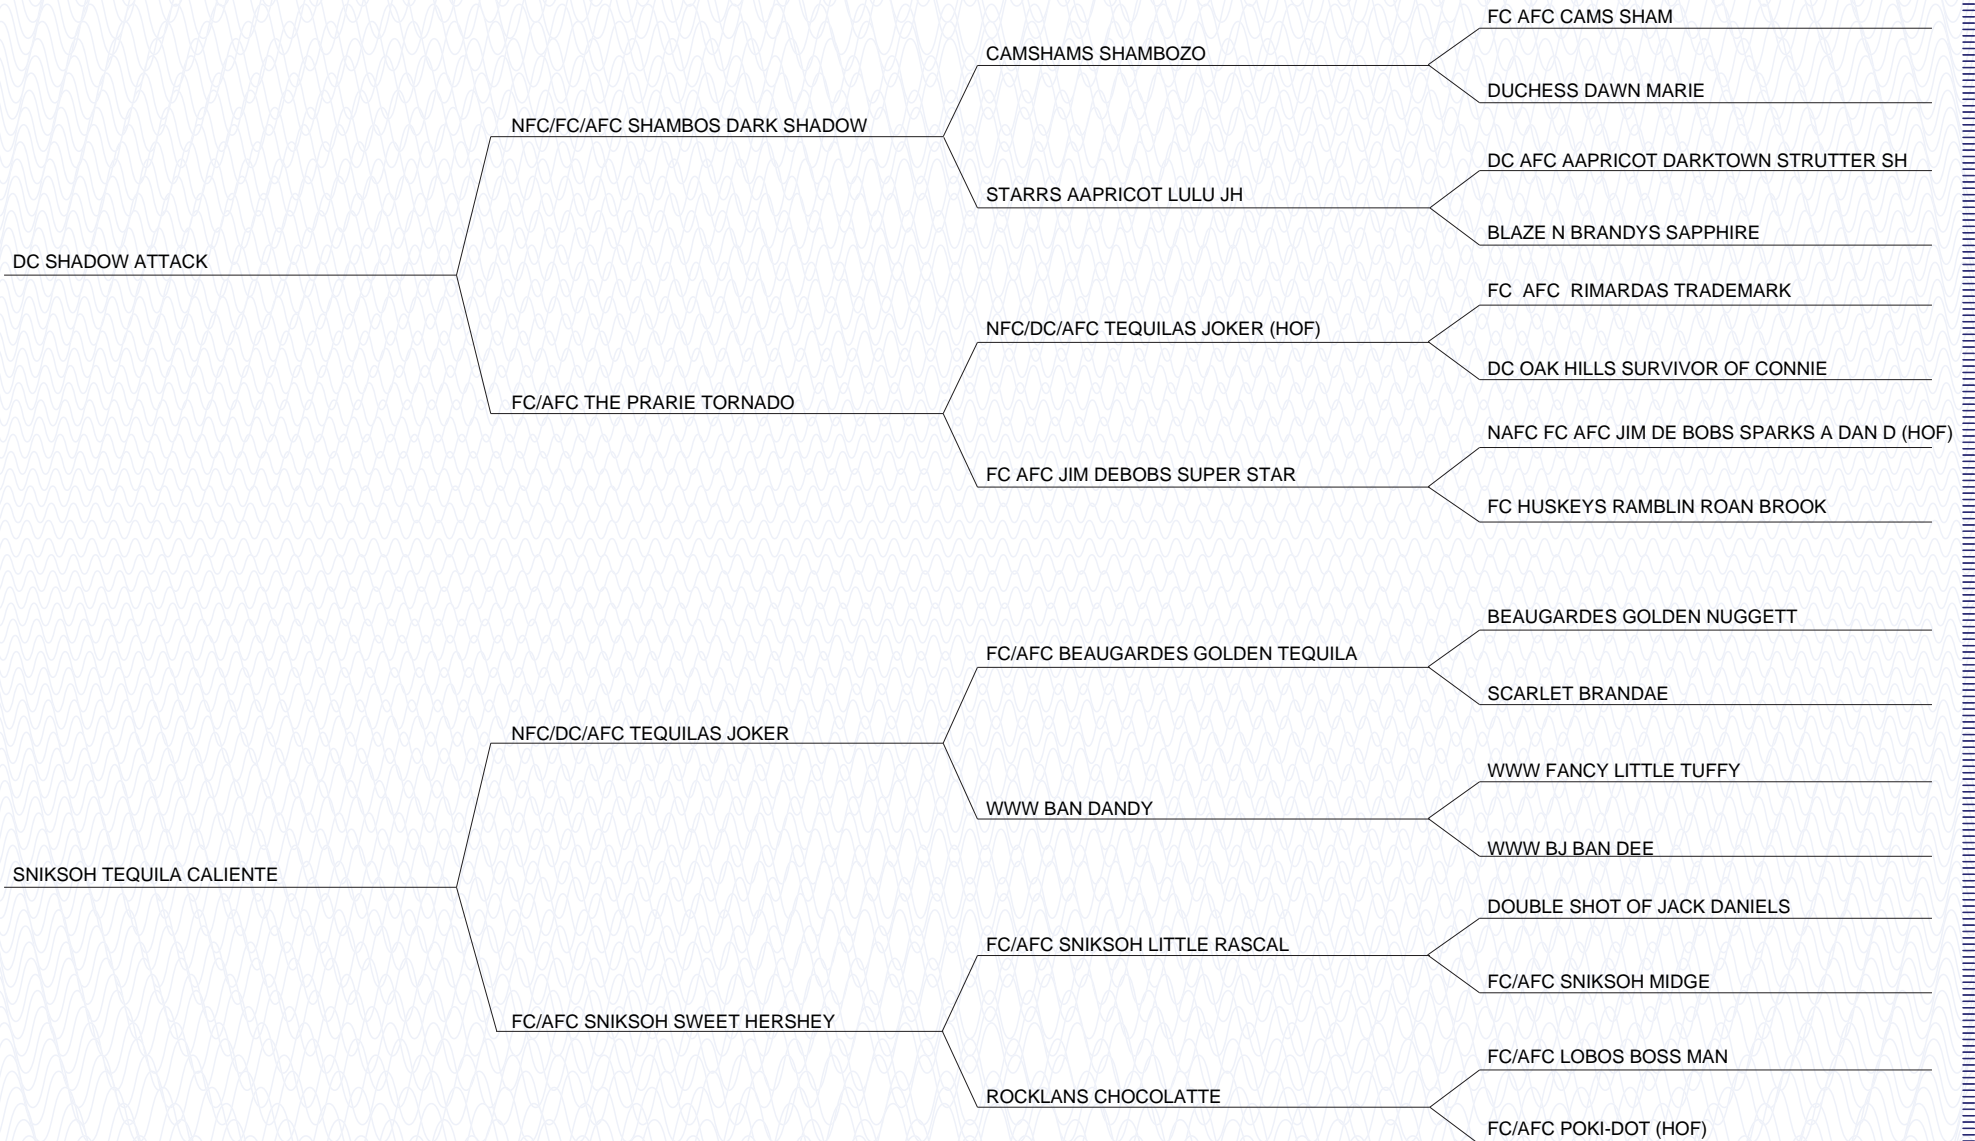 FC AFC CAMS SHAM
CAMSHAMS SHAMBOZO
DUCHESS DAWN MARIE
NFC/FC/AFC SHAMBOS DARK SHADOW
DC AFC AAPRICOT DARKTOWN STRUTTER SH
STARRS AAPRICOT LULU JH
BLAZE N BRANDYS SAPPHIRE
DC SHADOW ATTACK
FC AFC RIMARDAS TRADEMARK
NFC/DC/AFC TEQUILAS JOKER (HOF)
DC OAK HILLS SURVIVOR OF CONNIE
FC/AFC THE PRARIE TORNADO
NAFC FC AFC JIM DE BOBS SPARKS A DAN D (HOF)
FC AFC JIM DEBOBS SUPER STAR
FC HUSKEYS RAMBLIN ROAN BROOK
BEAUGARDES GOLDEN NUGGETT
FC/AFC BEAUGARDES GOLDEN TEQUILA
SCARLET BRANDAE
NFC/DC/AFC TEQUILAS JOKER
WWW FANCY LITTLE TUFFY
WWW BAN DANDY
WWW BJ BAN DEE
SNIKSOH TEQUILA CALIENTE
DOUBLE SHOT OF JACK DANIELS
FC/AFC SNIKSOH LITTLE RASCAL
FC/AFC SNIKSOH MIDGE
FC/AFC SNIKSOH SWEET HERSHEY
FC/AFC LOBOS BOSS MAN
ROCKLANS CHOCOLATTE
FC/AFC POKI-DOT (HOF)